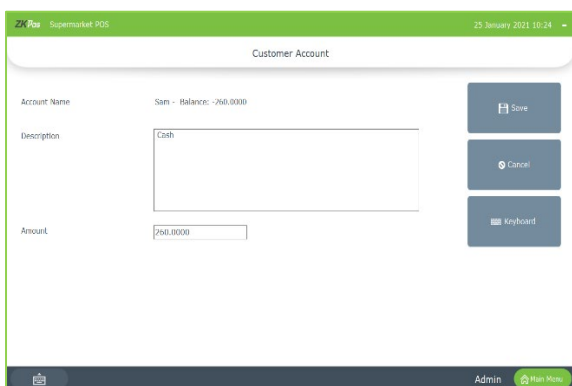 ZKPos Supermarket POS 25 January 2021 10:24
Customer Account
Account Name Sam - Balance: -260.0000
Save
Description Cash
Cancel
Keyboard
Amount 260.0000
Admin Main Menu